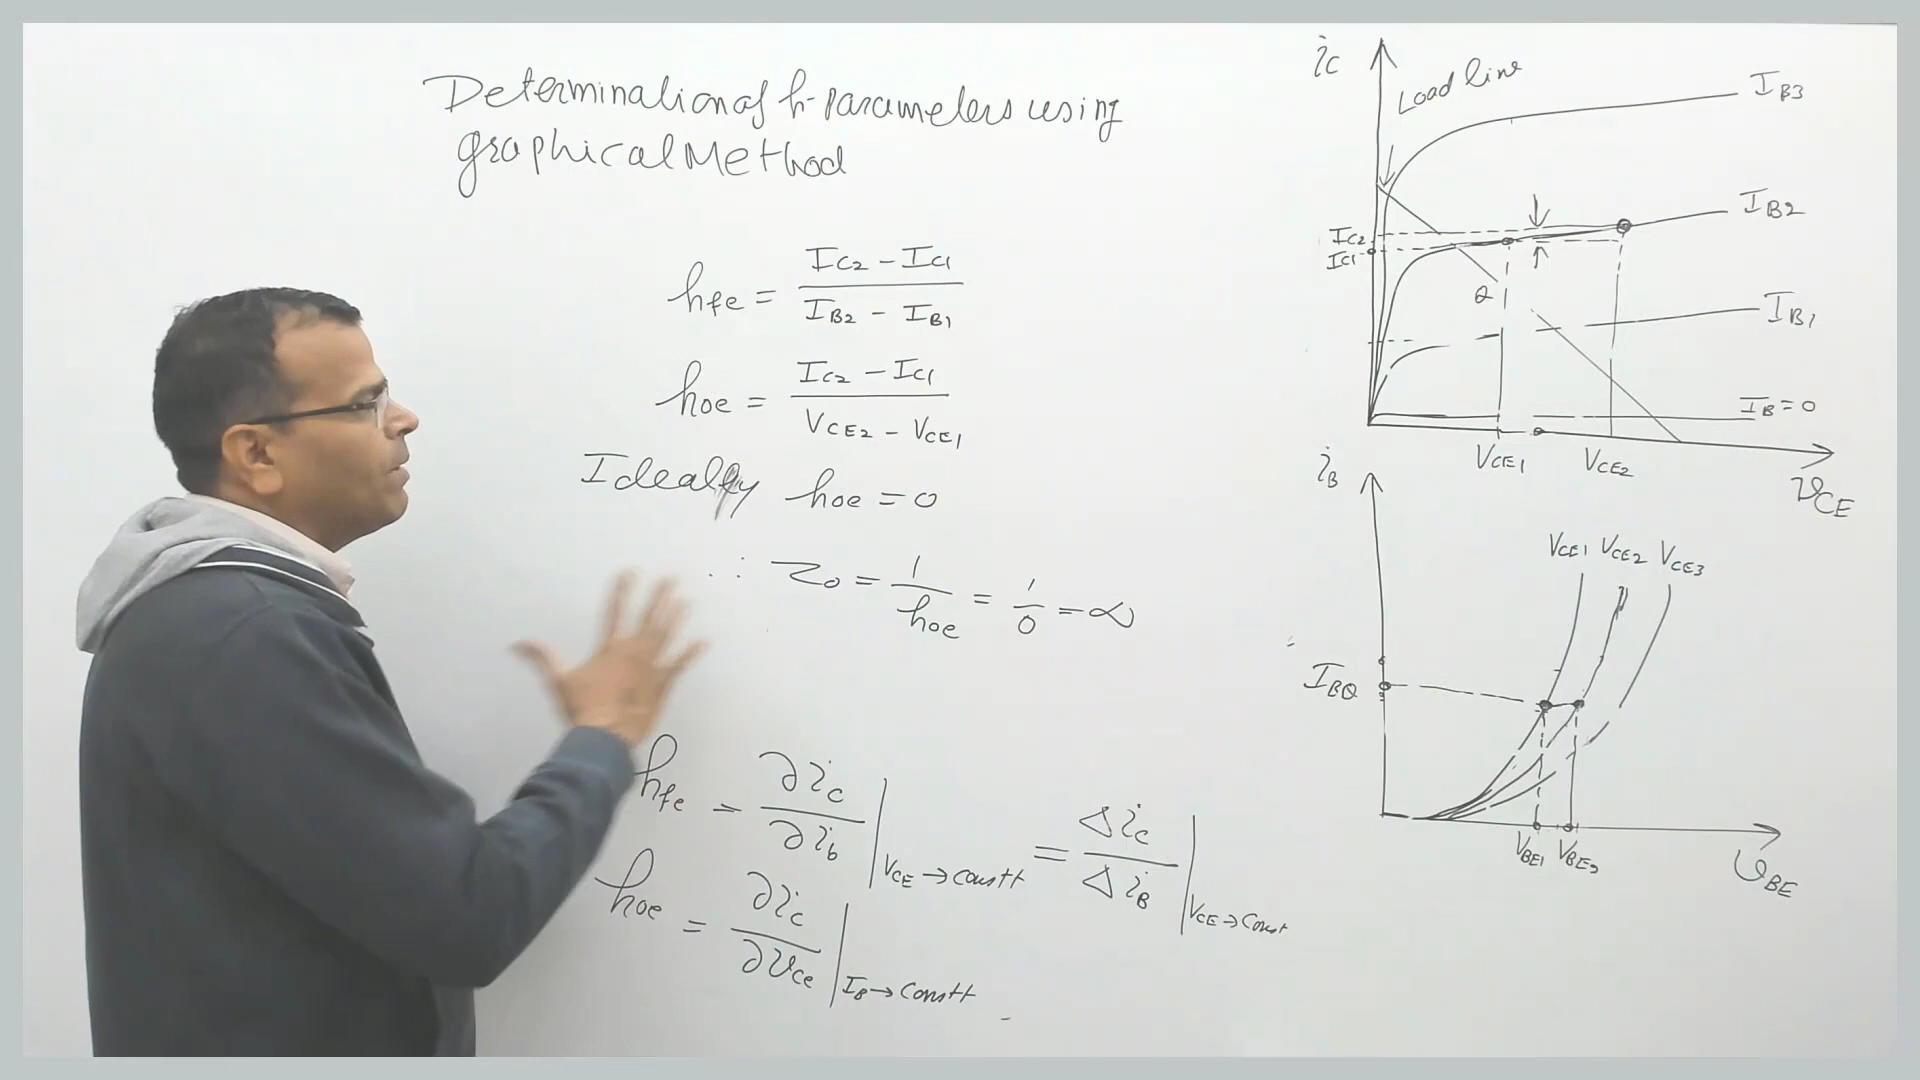 Determination of h-parameters using
graphical Method
hfe = IC2 - IC1 / IB2 - IB1
hoe = IC2 - IC1 / VCE2 - VCE1
Ideally hoe = 0
∴ Zo = 1 / hoe = 1 / 0 = ∞
hfe = ∂ic / ∂ib | VCE → constt = Δic / ΔiB | VCE → const
hoe = ∂ic / ∂vce | IB → constt
iC
Load line
IB3
IB2
IC2
IC1
Q
IB1
IB = 0
VCE1 VCE2
vCE
iB
VCE1 VCE2 VCE3
IBQ
VBE1 VBE2
vBE